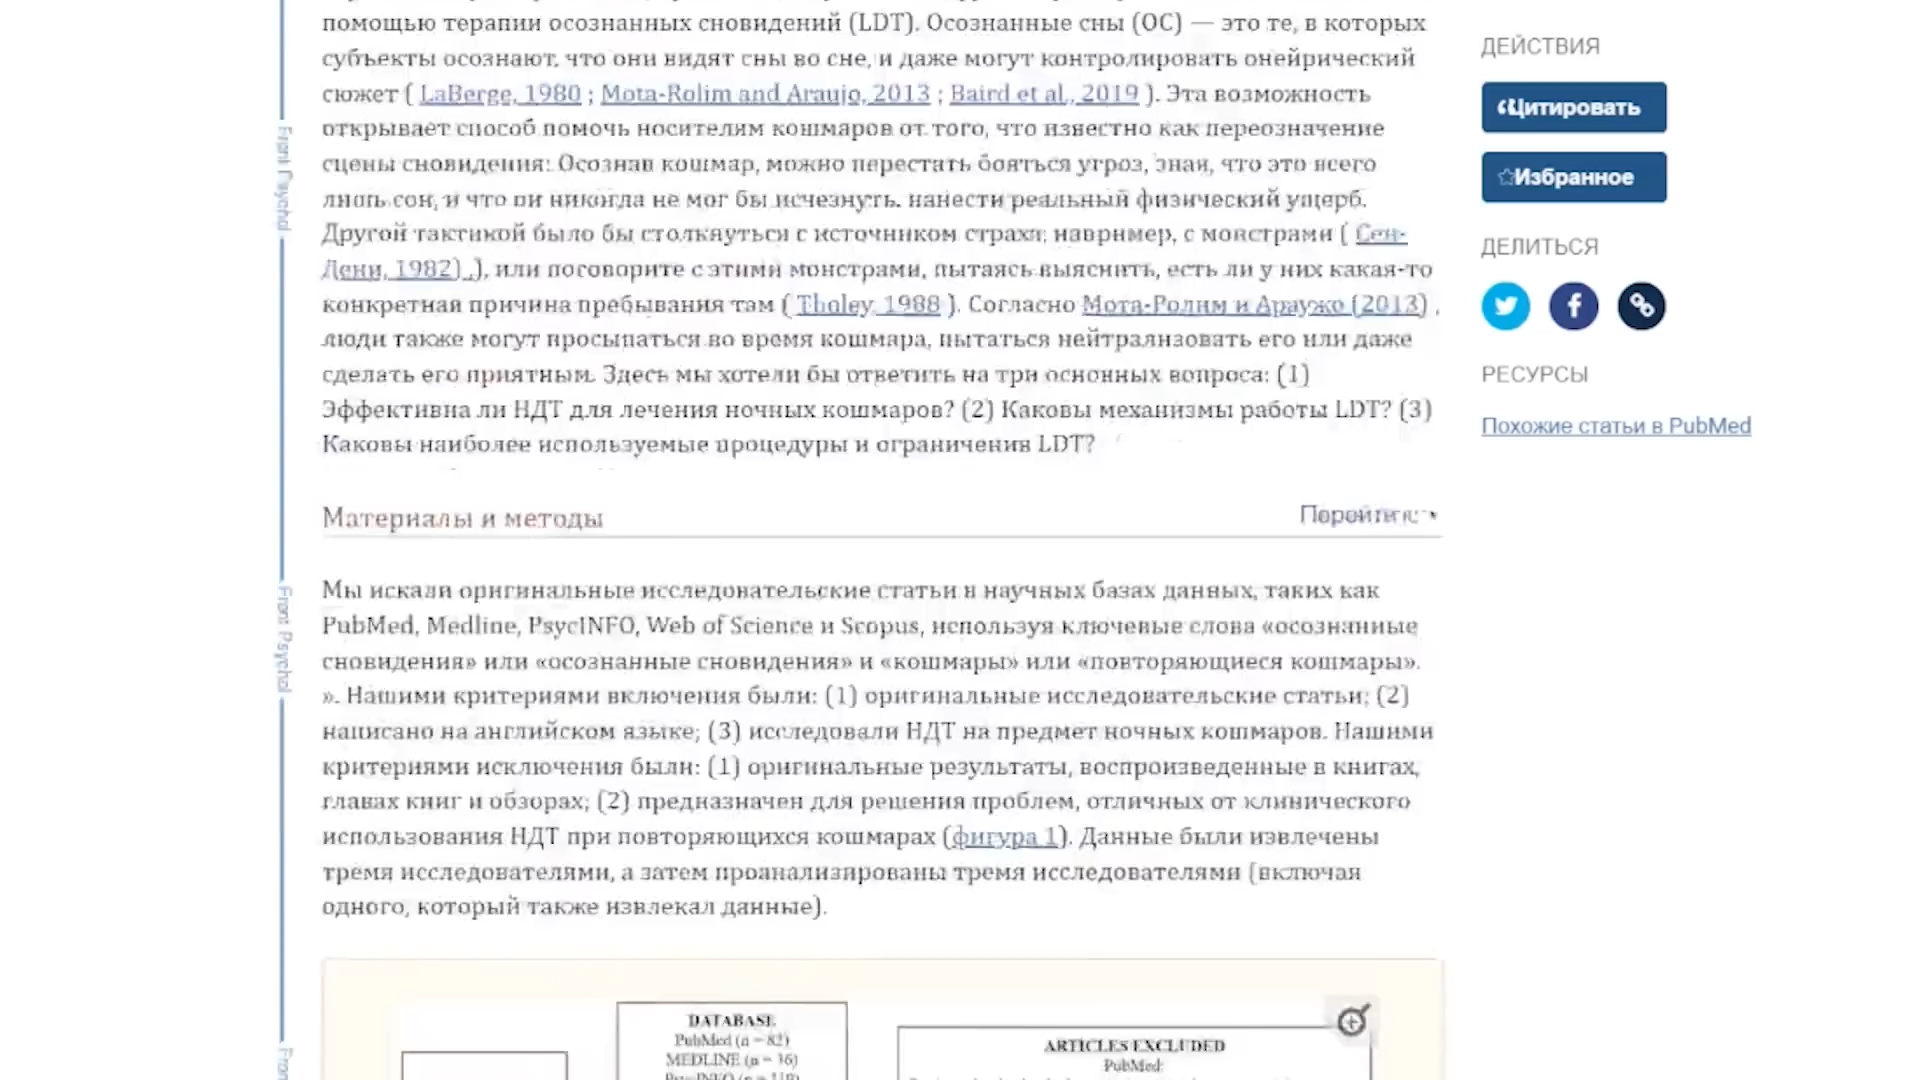 помощью терапии осознанных сновидений (LDT). Осознанные сны (ОС) — это те, в которых
субъекты осознают, что они видят сны во сне, и даже могут контролировать онейрический
сюжет ( LaBerge, 1980 ; Mota-Rolim and Araujo, 2013 ; Baird et al., 2019 ). Эта возможность
открывает способ помочь носителям кошмаров от того, что известно как переозначение
сцены сновидения: Осознав кошмар, можно перестать бояться угроз, зная, что это всего
лишь сон, и что он никогда не мог бы исчезнуть. нанести реальный физический ущерб.
Другой тактикой было бы столкнуться с источником страха, например, с монстрами ( Сен-
Дени, 1982) ), или поговорите с этими монстрами, пытаясь выяснить, есть ли у них какая-то
конкретная причина пребывания там ( Tholey, 1988 ). Согласно Мота-Ролим и Араужо (2013) ,
люди также могут просыпаться во время кошмара, пытаться нейтрализовать его или даже
сделать его приятным. Здесь мы хотели бы ответить на три основных вопроса: (1)
Эффективна ли НДТ для лечения ночных кошмаров? (2) Каковы механизмы работы LDT? (3)
Каковы наиболее используемые процедуры и ограничения LDT?
Материалы и методы
Перейти к:
Мы искали оригинальные исследовательские статьи в научных базах данных, таких как
PubMed, Medline, PsycINFO, Web of Science и Scopus, используя ключевые слова «осознанные
сновидения» или «осознанные сновидения» и «кошмары» или «повторяющиеся кошмары».
». Нашими критериями включения были: (1) оригинальные исследовательские статьи; (2)
написано на английском языке; (3) исследовали НДТ на предмет ночных кошмаров. Нашими
критериями исключения были: (1) оригинальные результаты, воспроизведенные в книгах,
главах книг и обзорах; (2) предназначен для решения проблем, отличных от клинического
использования НДТ при повторяющихся кошмарах (фигура 1). Данные были извлечены
тремя исследователями, а затем проанализированы тремя исследователями (включая
одного, который также извлекал данные).
DATABASE
PubMed (n = 82)
MEDLINE (n = 36)
ARTICLES EXCLUDED
PubMed:
Front Psychol
Front Psychol
ДЕЙСТВИЯ
Цитировать
Избранное
ДЕЛИТЬСЯ
РЕСУРСЫ
Похожие статьи в PubMed